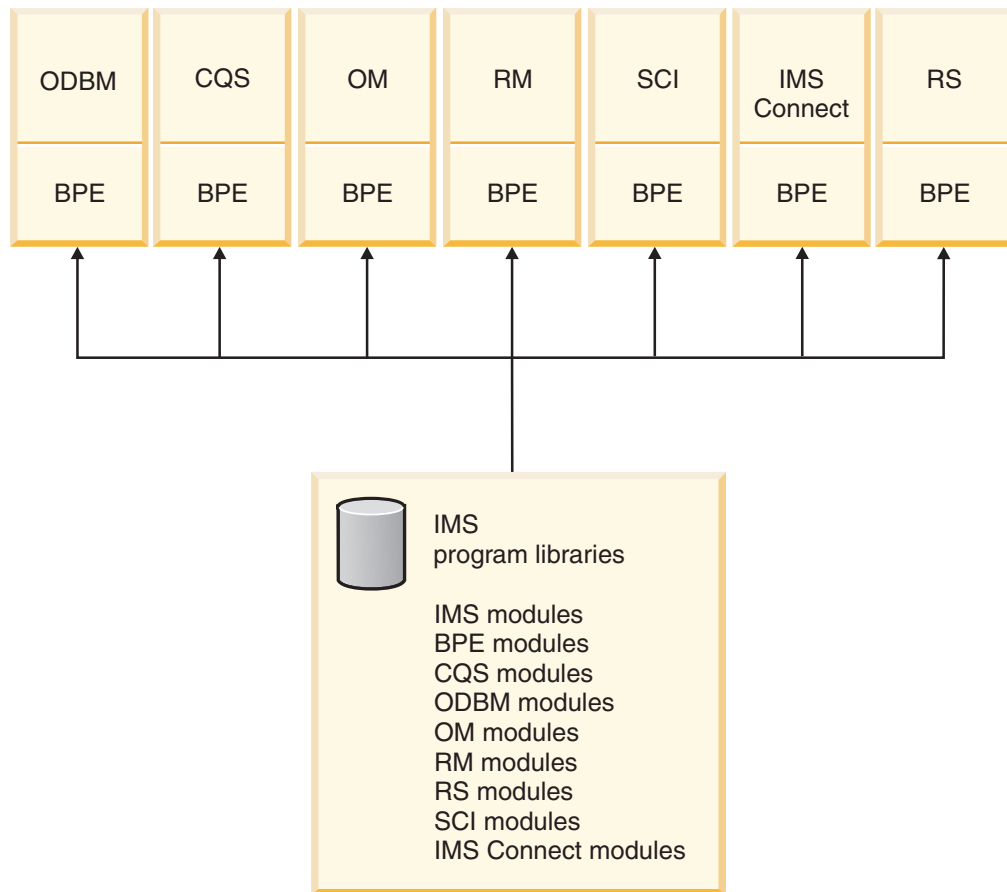 ODBM
CQS
OM
RM
SCI
IMS
Connect
RS
BPE
BPE
BPE
BPE
BPE
BPE
BPE
IMS
program libraries
IMS modules
BPE modules
CQS modules
ODBM modules
OM modules
RM modules
RS modules
SCI modules
IMS Connect modules